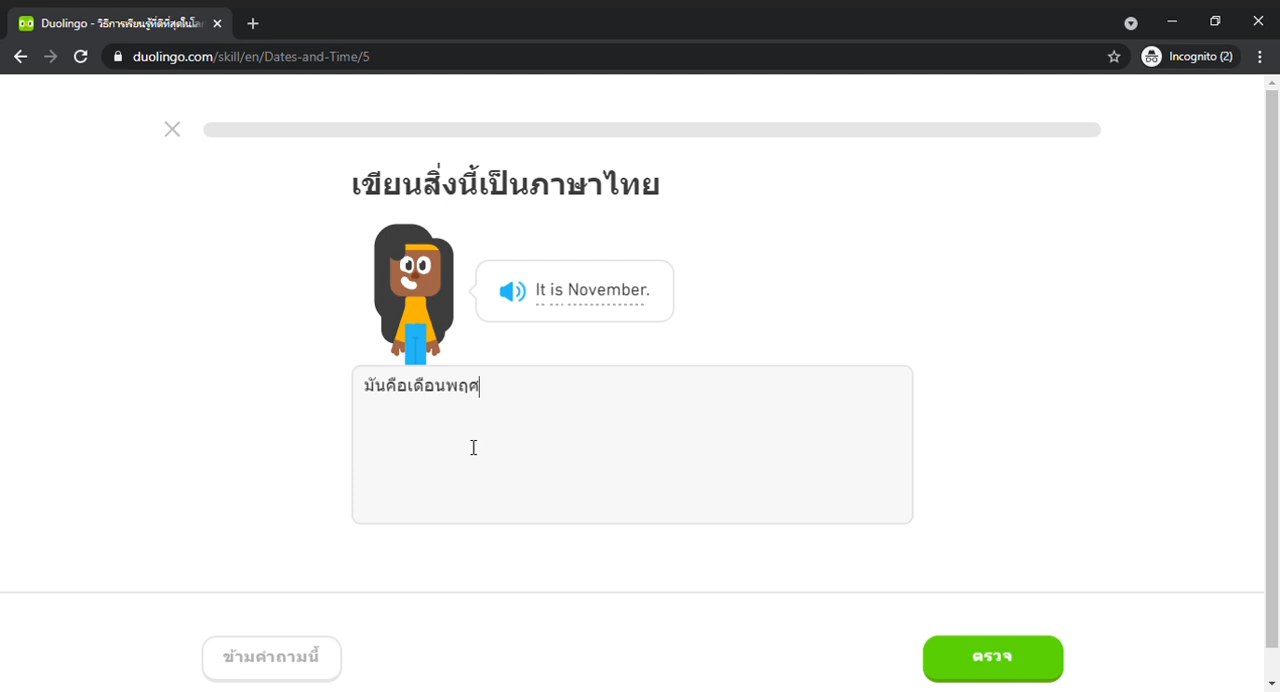 Duolingo - วิธีการเรียนรู้ที่ดีที่สุดในโล
duolingo.com/skill/en/Dates-and-Time/5
Incognito (2)
เขียนสิ่งนี้เป็นภาษาไทย
It is November.
มันคือเดือนพฤศ
ข้ามคำถามนี้
ตรวจ